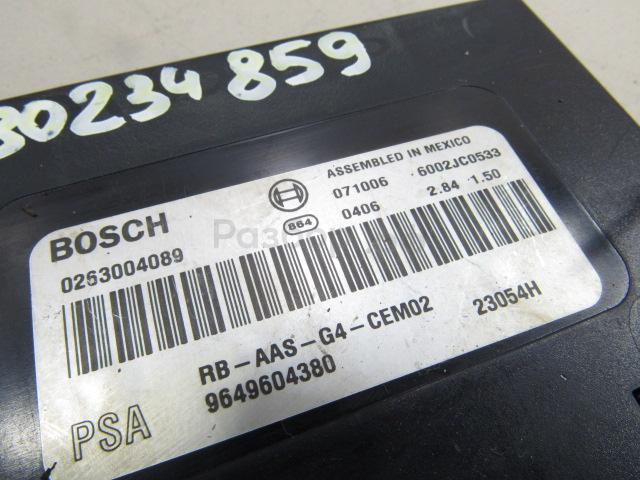 30234859
ASSEMBLED IN MEXICO
071006 6002JC0533
864 0406 2.84 1.50
BOSCH
0263004089
RB-AAS-G4-CEM02 23054H
9649604380
PSA